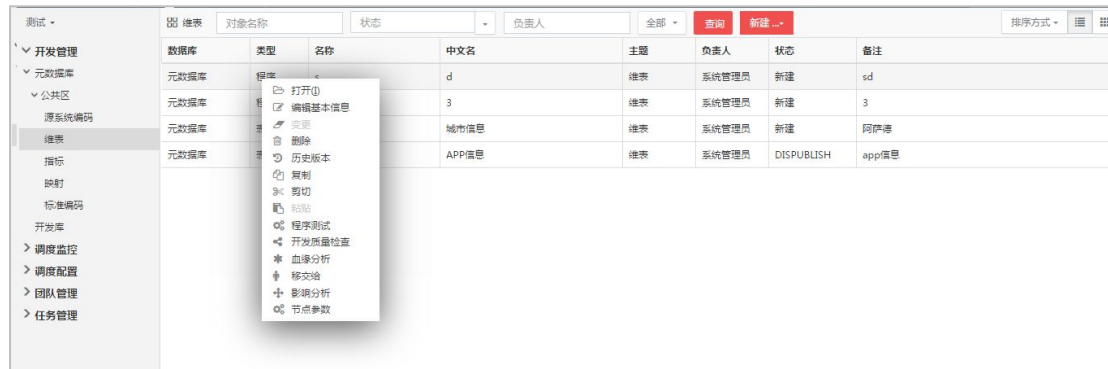 测试
维表 对象名称 状态 负责人 全部 查询 新建 ... 排序方式
开发管理
元数据库
公共区
源系统编码
维表
指标
映射
标准编码
开发库
调度监控
调度配置
团队管理
任务管理
数据库 类型 名称 中文名 主题 负责人 状态 备注
元数据库 程序 s d 维表 系统管理员 新建 sd
元数据库 3 维表 系统管理员 新建 3
元数据库 城市信息 维表 系统管理员 新建 阿萨德
元数据库 APP信息 维表 系统管理员 DISPUBLISH app信息
打开(I)
编辑基本信息
变更
删除
历史版本
复制
剪切
粘贴
程序测试
开发质量检查
血缘分析
移交给
影响分析
节点参数